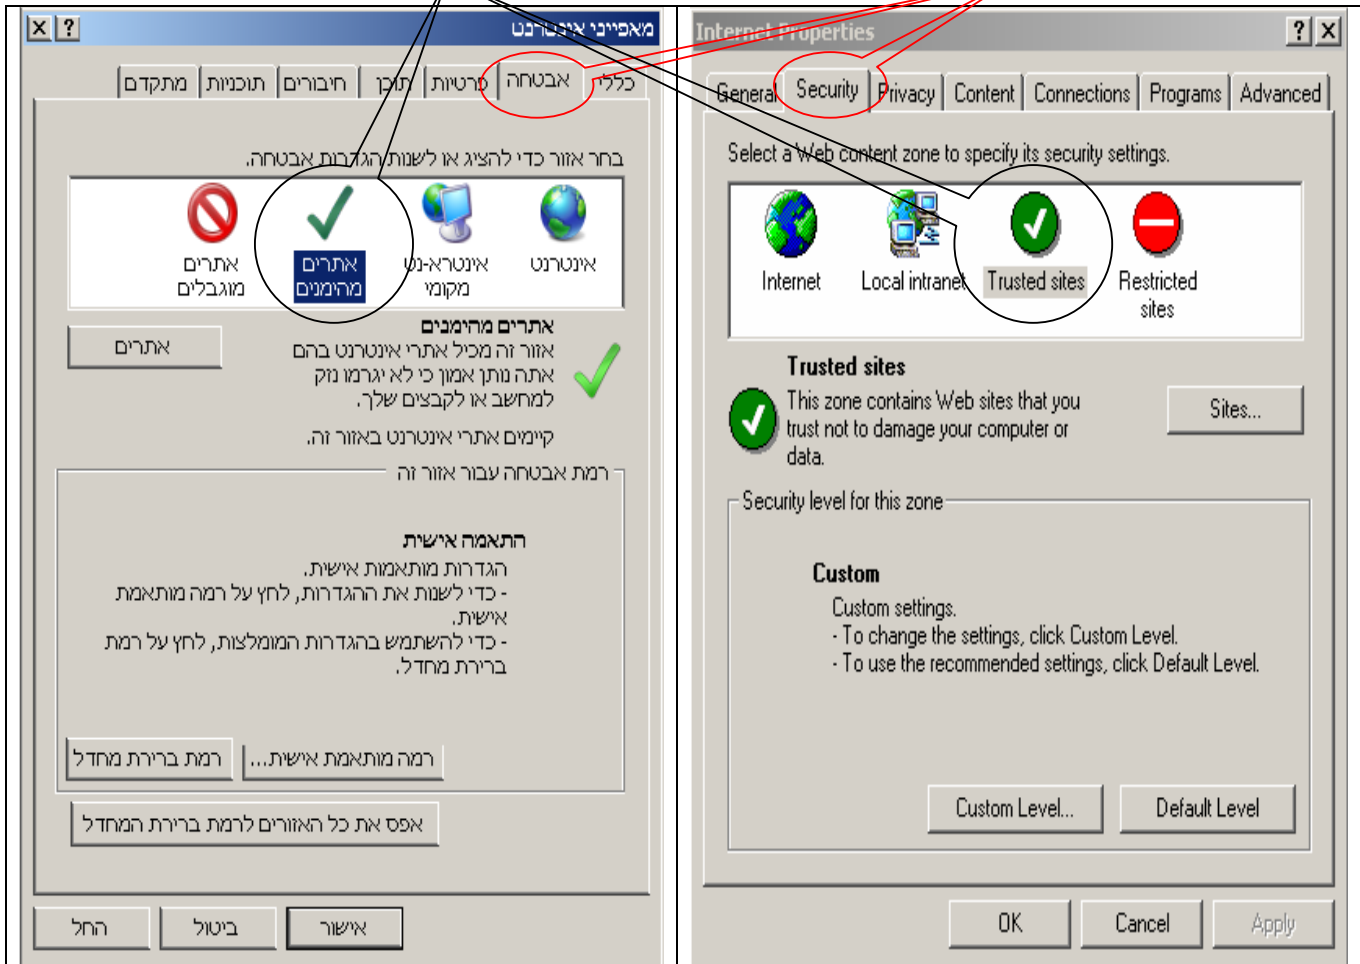 מאפייני אינטרנט
כללי אבטחה פרטיות תוכן חיבורים תוכניות מתקדם
בחר אזור כדי להציג או לשנות הגדרות אבטחה.
אינטרנט
אינטרא-נט
מקומי
אתרים
מהימנים
אתרים
מוגבלים
אתרים מהימנים
אזור זה מכיל אתרי אינטרנט בהם
אתה נותן אמון כי לא יגרמו נזק
למחשב או לקבצים שלך.
אתרים
קיימים אתרי אינטרנט באזור זה.
רמת אבטחה עבור אזור זה
התאמה אישית
הגדרות מותאמות אישית.
- כדי לשנות את ההגדרות, לחץ על רמה מותאמת
אישית.
- כדי להשתמש בהגדרות המומלצות, לחץ על רמת
ברירת מחדל.
רמה מותאמת אישית...
רמת ברירת מחדל
אפס את כל האזורים לרמת ברירת המחדל
אישור
ביטול
החל
Internet Properties
General Security Privacy Content Connections Programs Advanced
Select a Web content zone to specify its security settings.
Internet
Local intranet
Trusted sites
Restricted
sites
Trusted sites
This zone contains Web sites that you
trust not to damage your computer or
data.
Sites...
Security level for this zone
Custom
Custom settings.
- To change the settings, click Custom Level.
- To use the recommended settings, click Default Level.
Custom Level...
Default Level
OK
Cancel
Apply